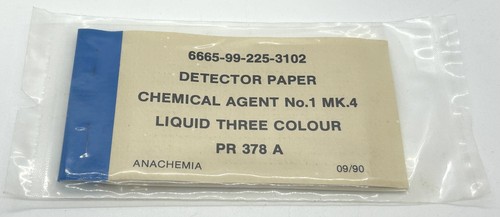 6665-99-225-3102
DETECTOR PAPER
CHEMICAL AGENT No.1 MK.4
LIQUID THREE COLOUR
PR 378 A
ANACHEMIA 09/90